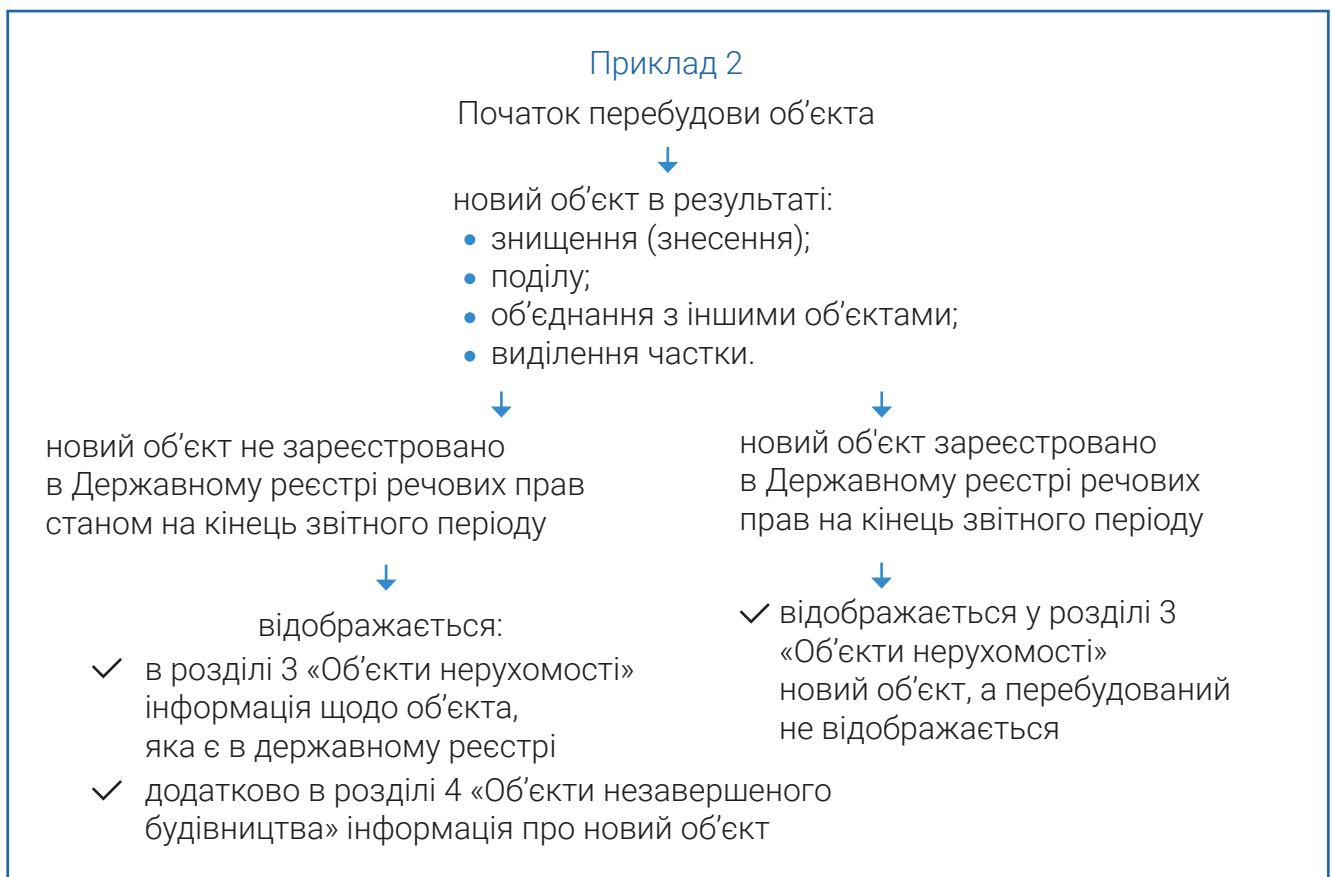 Приклад 2
Початок перебудови об’єкта
новий об’єкт в результаті:
• знищення (знесення);
• поділу;
• об’єднання з іншими об’єктами;
• виділення частки.
новий об’єкт не зареєстровано
в Державному реєстрі речових прав
станом на кінець звітного періоду
відображається:
✓ в розділі 3 «Об’єкти нерухомості»
інформація щодо об’єкта,
яка є в державному реєстрі
✓ додатково в розділі 4 «Об’єкти незавершеного
будівництва» інформація про новий об’єкт
новий об'єкт зареєстровано
в Державному реєстрі речових
прав на кінець звітного періоду
✓ відображається у розділі 3
«Об’єкти нерухомості»
новий об’єкт, а перебудований
не відображається